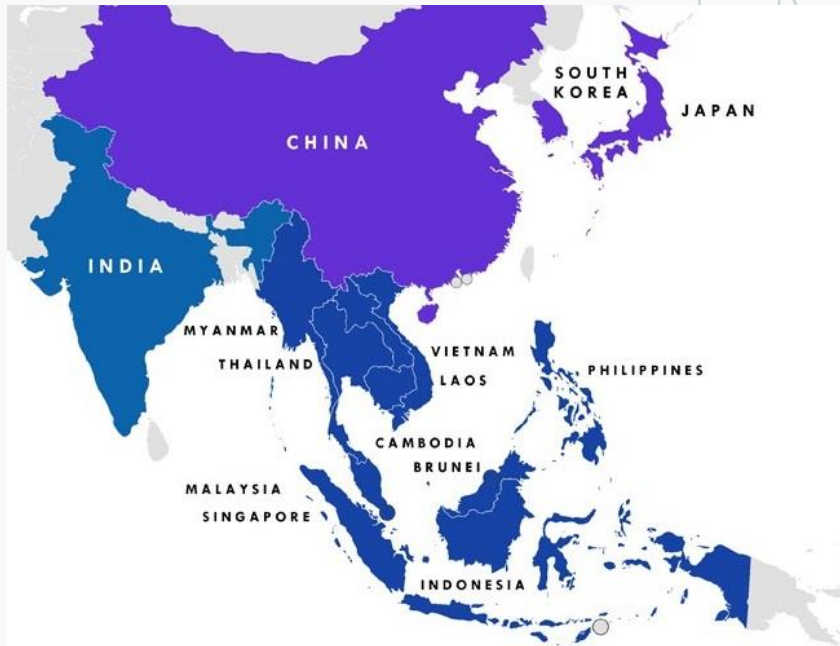 SOUTH
KOREA
JAPAN
CHINA
INDIA
MYANMAR
THAILAND
VIETNAM
LAOS
PHILIPPINES
CAMBODIA
BRUNEI
MALAYSIA
SINGAPORE
INDONESIA